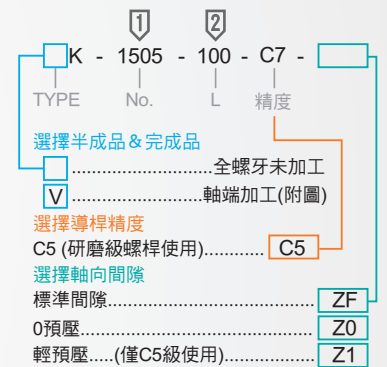 1 2
K - 1505 - 100 - C7 -
TYPE No. L 精度
選擇半成品&完成品
..........................全螺牙未加工
V ........................軸端加工(附圖)
選擇導桿精度
C5 (研磨級螺桿使用)............ C5
選擇軸向間隙
標準間隙........................................ ZF
0預壓............................................. Z0
輕預壓.....(僅C5級使用)................ Z1